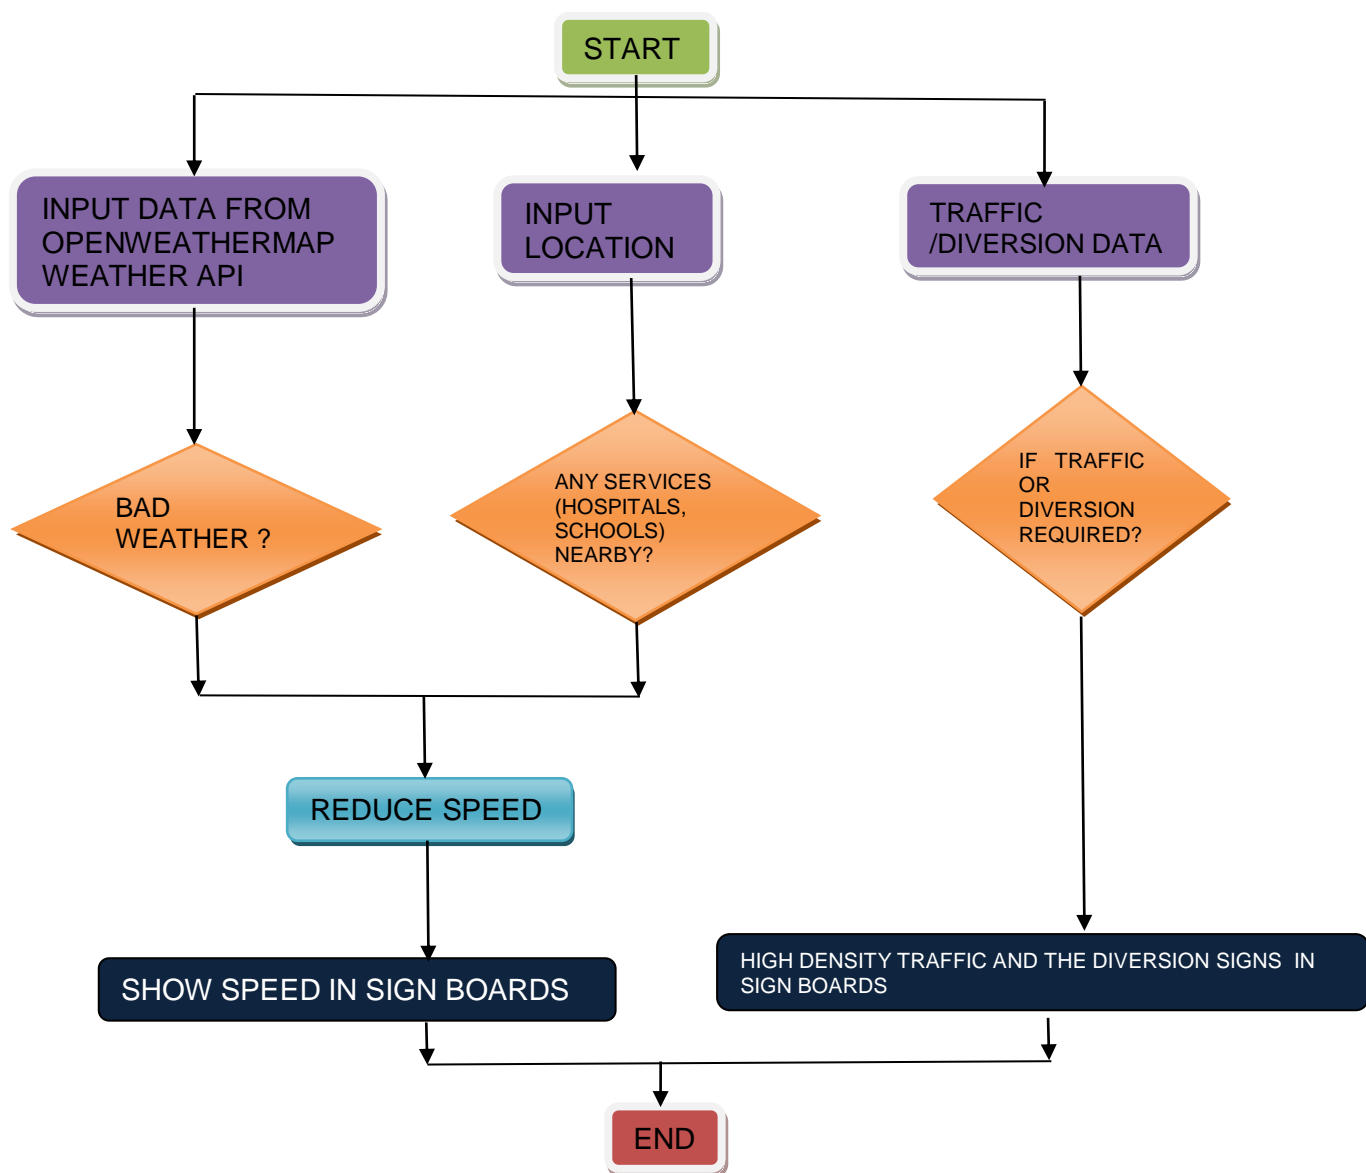 START
INPUT DATA FROM
OPENWEATHERMAP
WEATHER API
INPUT
LOCATION
TRAFFIC
/DIVERSION DATA
BAD
WEATHER ?
ANY SERVICES
(HOSPITALS,
SCHOOLS)
NEARBY?
IF TRAFFIC
OR
DIVERSION
REQUIRED?
REDUCE SPEED
SHOW SPEED IN SIGN BOARDS
HIGH DENSITY TRAFFIC AND THE DIVERSION SIGNS IN
SIGN BOARDS
END